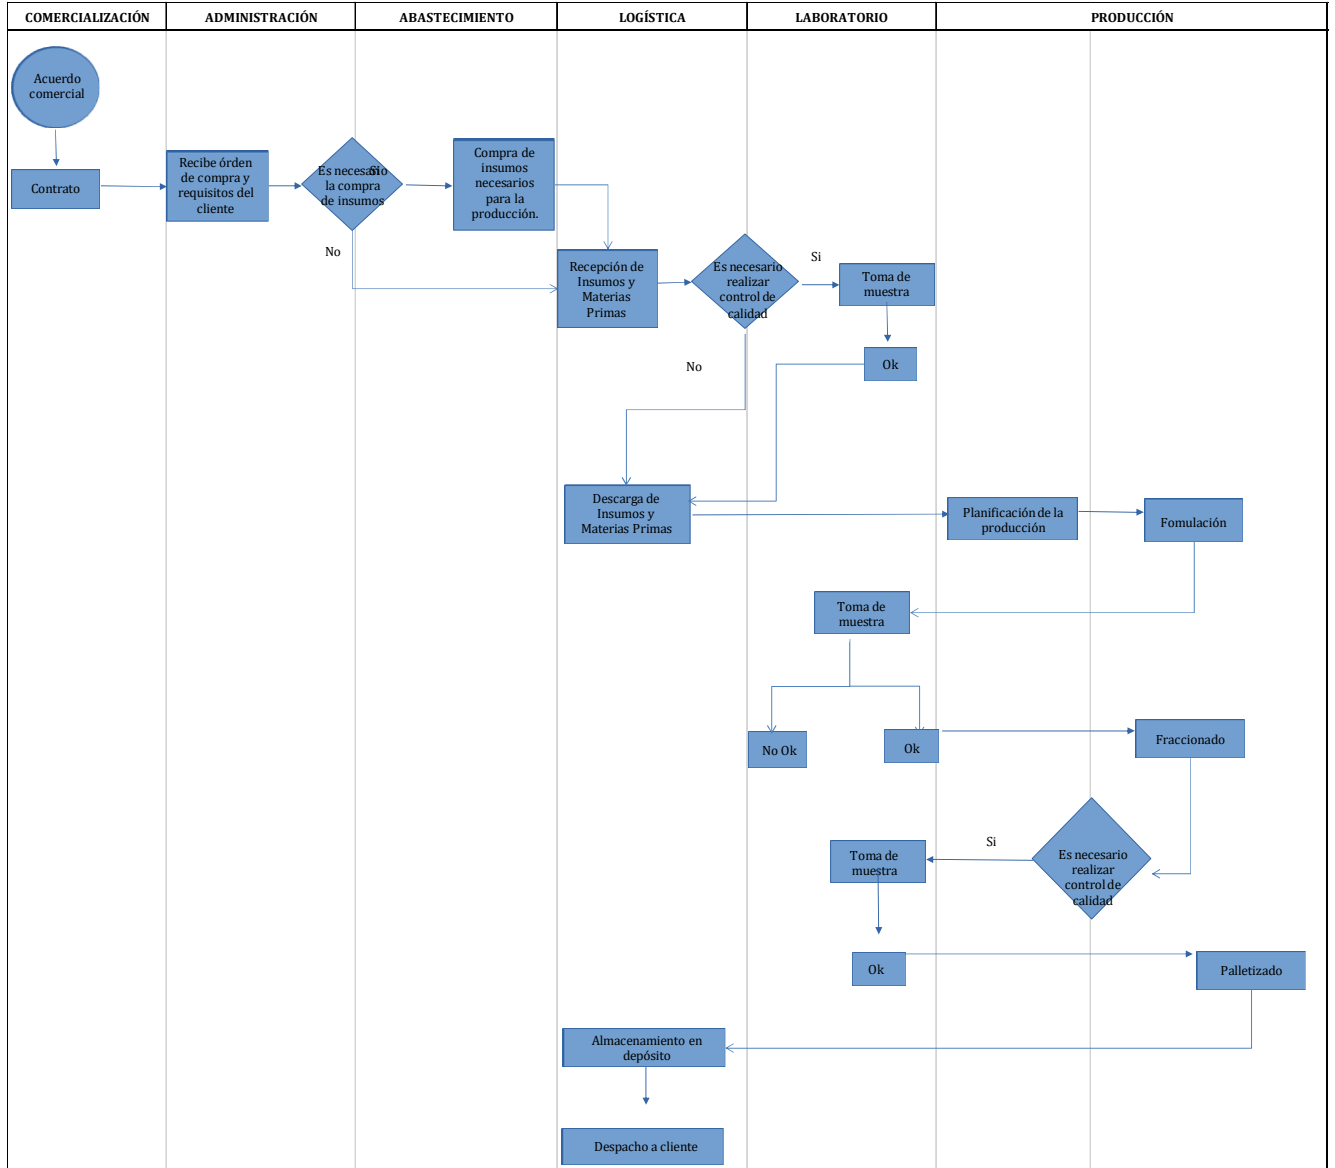 COMERCIALIZACIÓN
ADMINISTRACIÓN
ABASTECIMIENTO
LOGÍSTICA
LABORATORIO
PRODUCCIÓN
Acuerdo
comercial
Contrato
Recibe órden
de compra y
requisitos del
cliente
Es necesario
la compra
de insumos
Si
No
Compra de
insumos
necesarios
para la
producción.
Recepción de
Insumos y
Materias
Primas
Es necesario
realizar
control de
calidad
Si
No
Toma de
muestra
Ok
Descarga de
Insumos y
Materias Primas
Planificación de la
producción
Fomulación
Toma de
muestra
No Ok
Ok
Fraccionado
Es necesario
realizar
control de
calidad
Si
Toma de
muestra
Ok
Palletizado
Almacenamiento en
depósito
Despacho a cliente